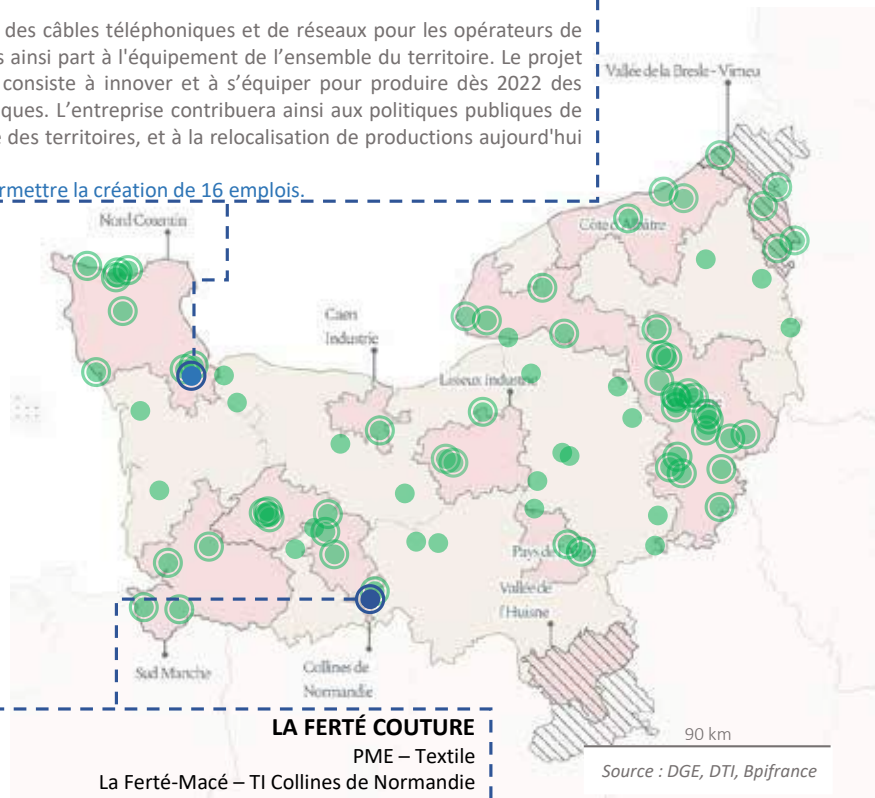 des câbles téléphoniques et de réseaux pour les opérateurs de
s ainsi part à l'équipement de l’ensemble du territoire. Le projet
consiste à innover et à s’équiper pour produire dès 2022 des
ques. L’entreprise contribuera ainsi aux politiques publiques de
é des territoires, et à la relocalisation de productions aujourd'hui
rmettre la création de 16 emplois.
Vallée de la Bresle - Vimeu
Nord Cotentin
Côte d'Albâtre
Caen
Industrie
Lisieux Industrie
Pays de
Vallée de
l'Huisne
Sud Manche
Collines de
Normandie
LA FERTÉ COUTURE
PME – Textile
La Ferté-Macé – TI Collines de Normandie
90 km
Source : DGE, DTI, Bpifrance